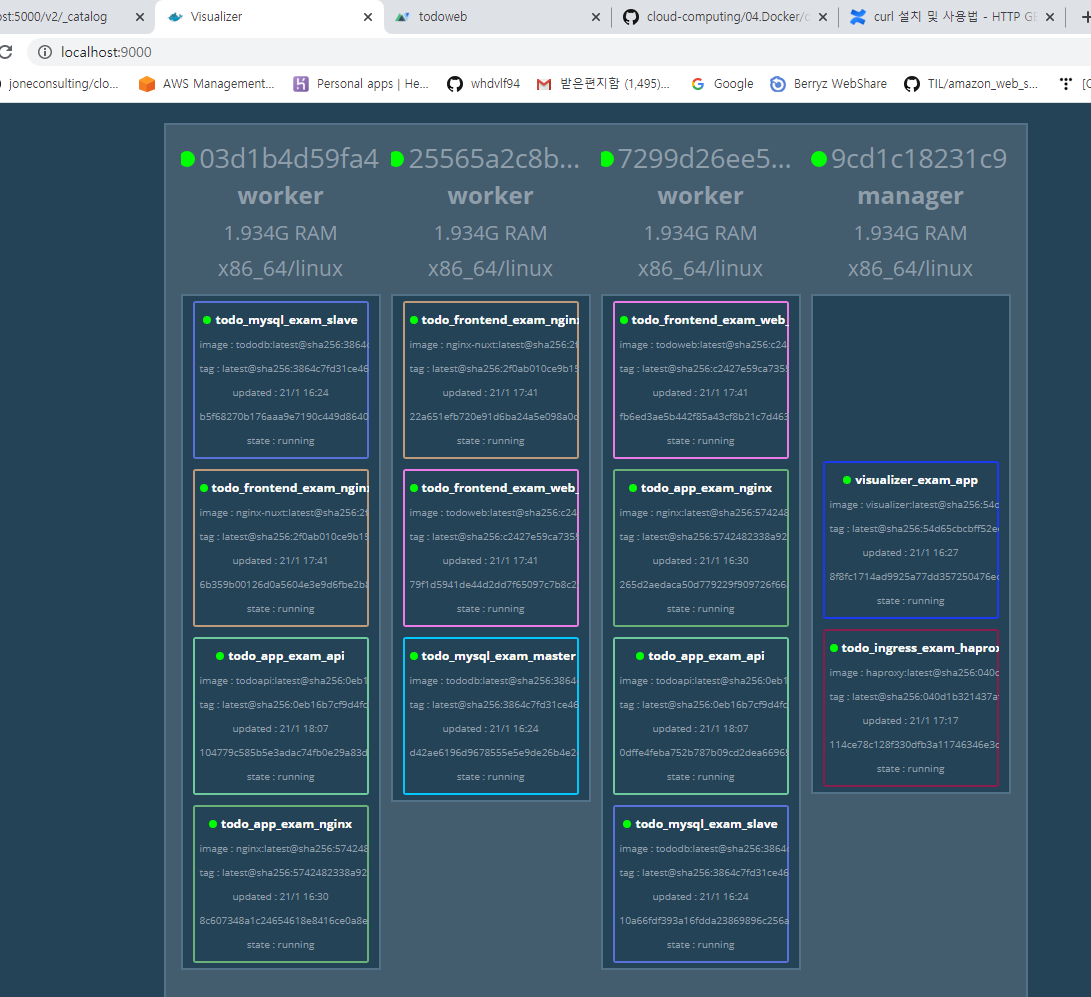 ost:5000/v2/_catalog
Visualizer
todoweb
cloud-computing/04.Docker/c
curl 설치 및 사용법 - HTTP GE
localhost:9000
joneconsulting/clo...
AWS Management...
Personal apps | He...
whdvlf94
받은편지함 (1,495)...
Google
Berryz WebShare
TIL/amazon_web_s...
03d1b4d59fa4
worker
1.934G RAM
x86_64/linux
todo_mysql_exam_slave
image : tododb:latest@sha256:3864
tag : latest@sha256:3864c7fd31ce46
updated : 21/1 16:24
b5f68270b176aaa9e7190c449d8640
state : running
todo_frontend_exam_nginx
image : nginx-nuxt:latest@sha256:2f
tag : latest@sha256:2f0ab010ce9b15
updated : 21/1 17:41
6b359b00126d0a5604e3e9d6fbe2b8
state : running
todo_app_exam_api
image : todoapi:latest@sha256:0eb1
tag : latest@sha256:0eb16b7cf9d4fc
updated : 21/1 18:07
104779c585b5e3adac74fb0e29a83d
state : running
todo_app_exam_nginx
image : nginx:latest@sha256:574248
tag : latest@sha256:5742482338a92
updated : 21/1 16:30
8c607348a1c24654618e8416ce0a8e
state : running
25565a2c8b...
worker
1.934G RAM
x86_64/linux
todo_frontend_exam_nginx
image : nginx-nuxt:latest@sha256:2f
tag : latest@sha256:2f0ab010ce9b15
updated : 21/1 17:41
22a651efb720e91d6ba24a5e098a0c
state : running
todo_frontend_exam_web_
image : todoweb:latest@sha256:c24
tag : latest@sha256:c2427e59ca7355
updated : 21/1 17:41
79f1d5941de44d2dd7f65097c7b8c2
state : running
todo_mysql_exam_master
image : tododb:latest@sha256:3864
tag : latest@sha256:3864c7fd31ce46
updated : 21/1 16:24
d42ae6196d9678555e5e9de26b4e2
state : running
7299d26ee5...
worker
1.934G RAM
x86_64/linux
todo_frontend_exam_web_
image : todoweb:latest@sha256:c24
tag : latest@sha256:c2427e59ca7355
updated : 21/1 17:41
fb6ed3ae5b442f85a43cf8b21c7d463
state : running
todo_app_exam_nginx
image : nginx:latest@sha256:574248
tag : latest@sha256:5742482338a92
updated : 21/1 16:30
265d2aedaca50d779229f909726f66
state : running
todo_app_exam_api
image : todoapi:latest@sha256:0eb1
tag : latest@sha256:0eb16b7cf9d4fc
updated : 21/1 18:07
0dffe4feba752b787b09cd2dea66965
state : running
todo_mysql_exam_slave
image : tododb:latest@sha256:3864
tag : latest@sha256:3864c7fd31ce46
updated : 21/1 16:24
10a66fdf393a16fdda23869896c256a
state : running
9cd1c18231c9
manager
1.934G RAM
x86_64/linux
visualizer_exam_app
image : visualizer:latest@sha256:54d
tag : latest@sha256:54d65cbcbff52e
updated : 21/1 16:27
8f8fc1714ad9925a77dd357250476ec
state : running
todo_ingress_exam_haprox
image : haproxy:latest@sha256:040d
tag : latest@sha256:040d1b321437a
updated : 21/1 17:17
114ce78c128f330dfb3a11746346e3c
state : running